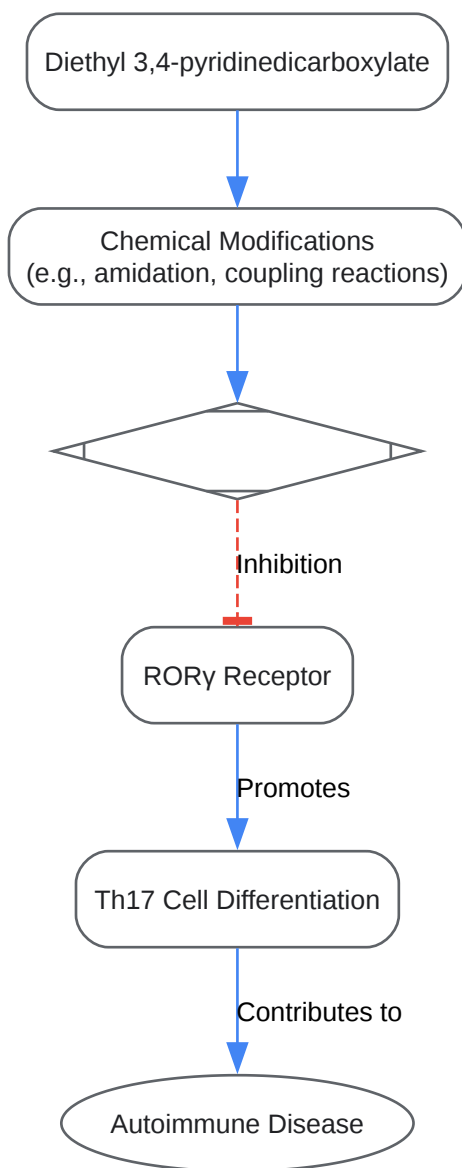 Diethyl 3,4-pyridinedicarboxylate
Chemical Modifications
(e.g., amidation, coupling reactions)
Inhibition
RORγ Receptor
Promotes
Th17 Cell Differentiation
Contributes to
Autoimmune Disease